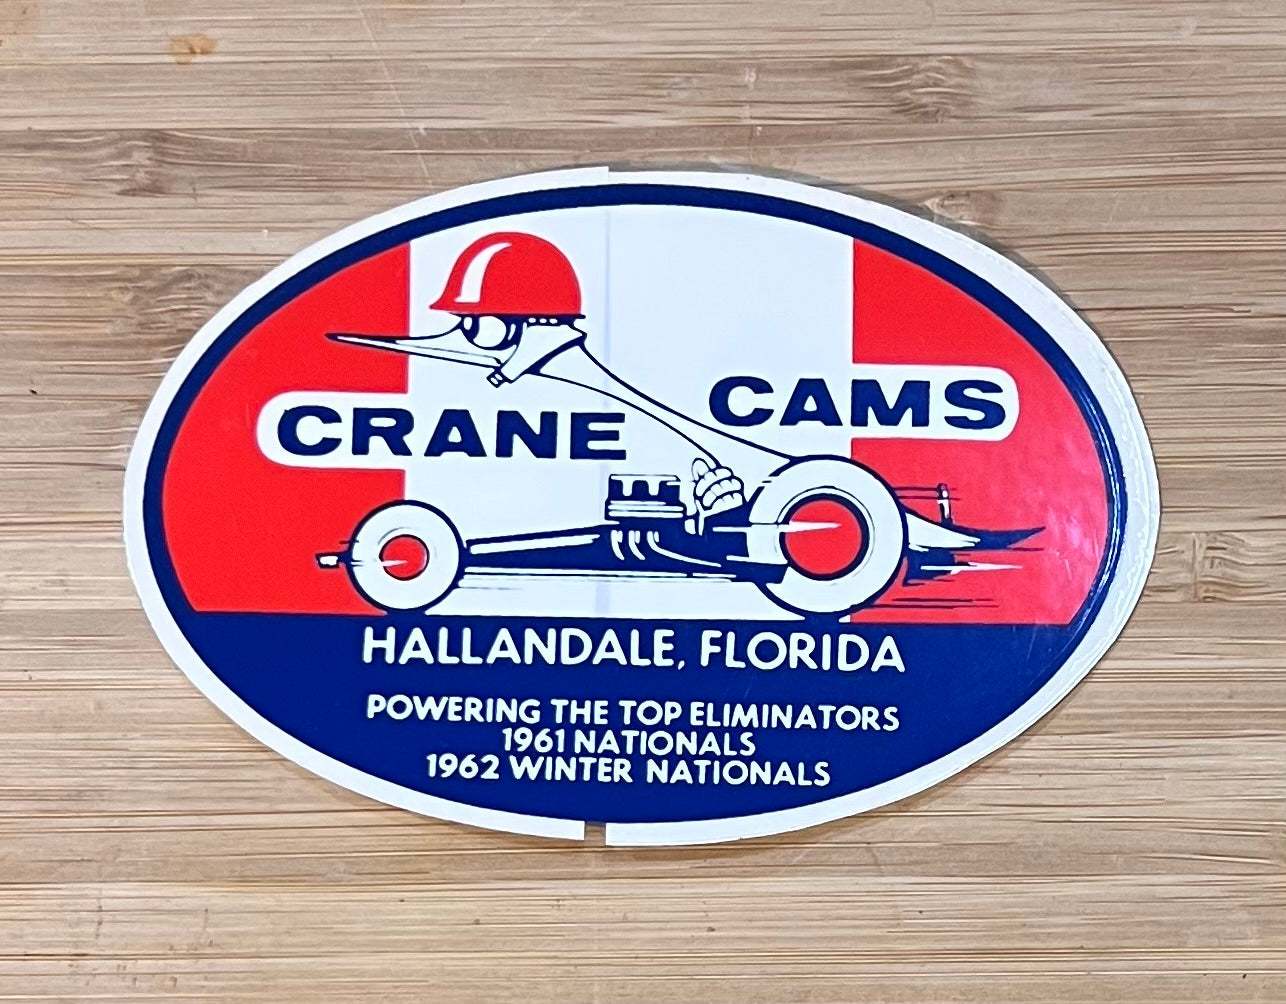 CRANE CAMS
HALLANDALE, FLORIDA
POWERING THE TOP ELIMINATORS
1961 NATIONALS
1962 WINTER NATIONALS